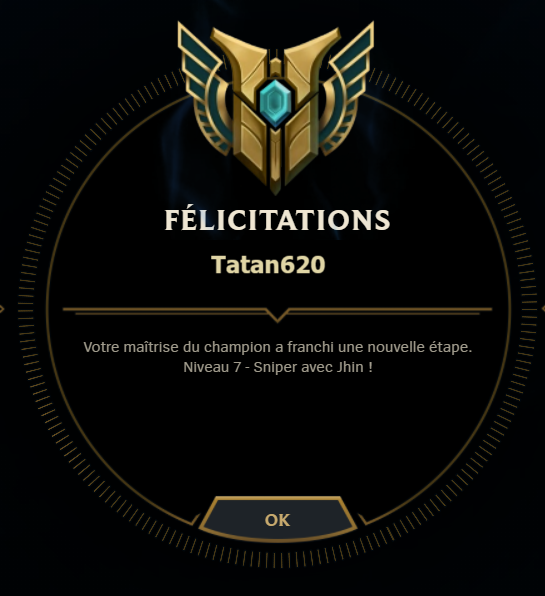 FÉLICITATIONS
Tatan620
Votre maîtrise du champion a franchi une nouvelle étape.
Niveau 7 - Sniper avec Jhin !
OK